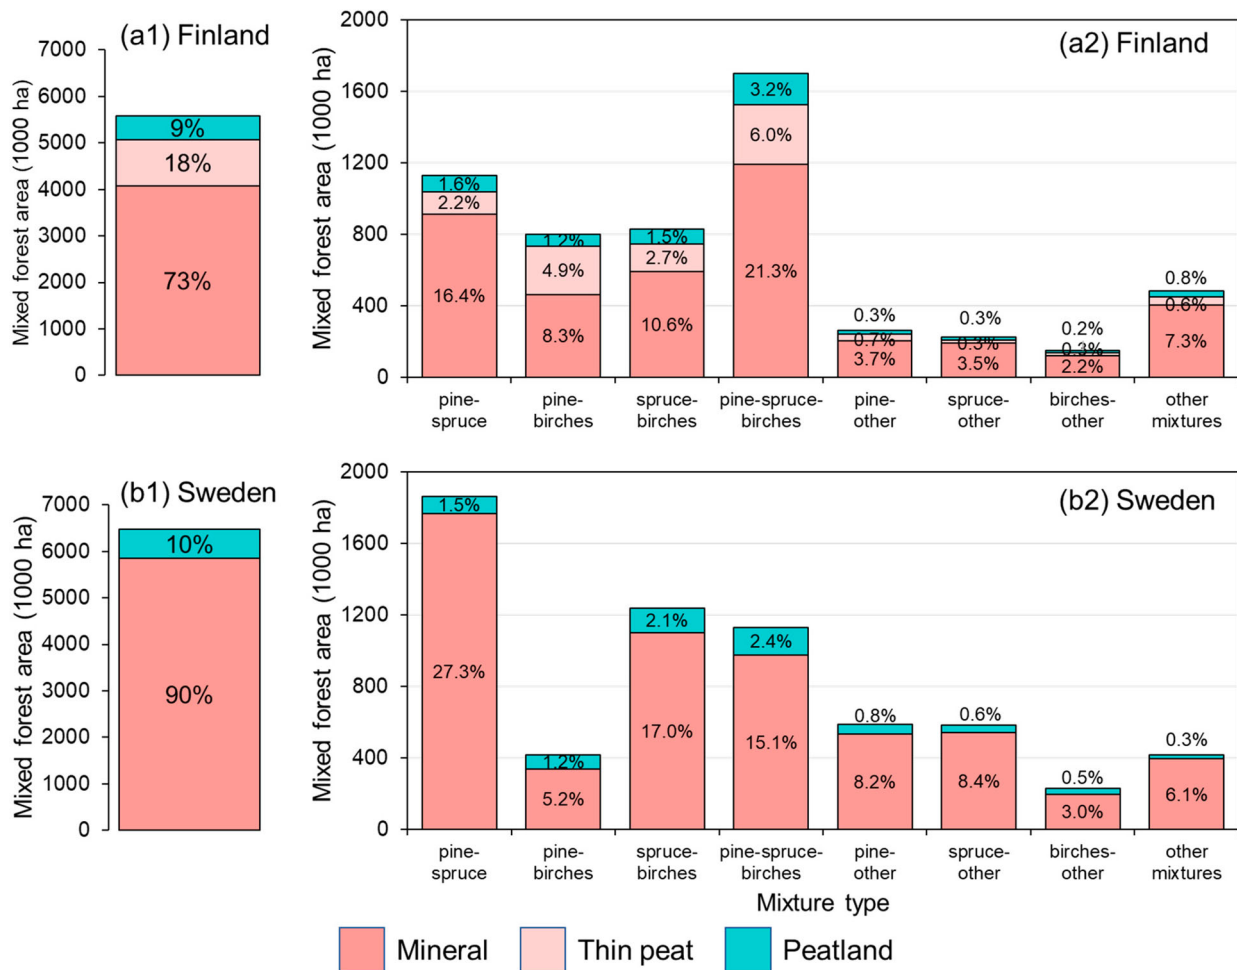 (a1) Finland
Mixed forest area (1000 ha)
7000
6000
5000
4000
3000
2000
1000
0
9%
18%
73%
(a2) Finland
Mixed forest area (1000 ha)
2000
1600
1200
800
400
0
1.6%
2.2%
16.4%
1.2%
4.9%
8.3%
1.5%
2.7%
10.6%
3.2%
6.0%
21.3%
0.3%
0.7%
3.7%
0.3%
0.3%
3.5%
0.2%
0.3%
2.2%
0.8%
0.6%
7.3%
pine-
spruce
pine-
birches
spruce-
birches
pine-spruce-
birches
pine-
other
spruce-
other
birches-
other
other
mixtures
(b1) Sweden
Mixed forest area (1000 ha)
7000
6000
5000
4000
3000
2000
1000
0
10%
90%
(b2) Sweden
Mixed forest area (1000 ha)
2000
1600
1200
800
400
0
1.5%
27.3%
1.2%
5.2%
2.1%
17.0%
2.4%
15.1%
0.8%
8.2%
0.6%
8.4%
0.5%
3.0%
0.3%
6.1%
pine-
spruce
pine-
birches
spruce-
birches
pine-spruce-
birches
pine-
other
spruce-
other
birches-
other
other
mixtures
Mixture type
Mineral
Thin peat
Peatland